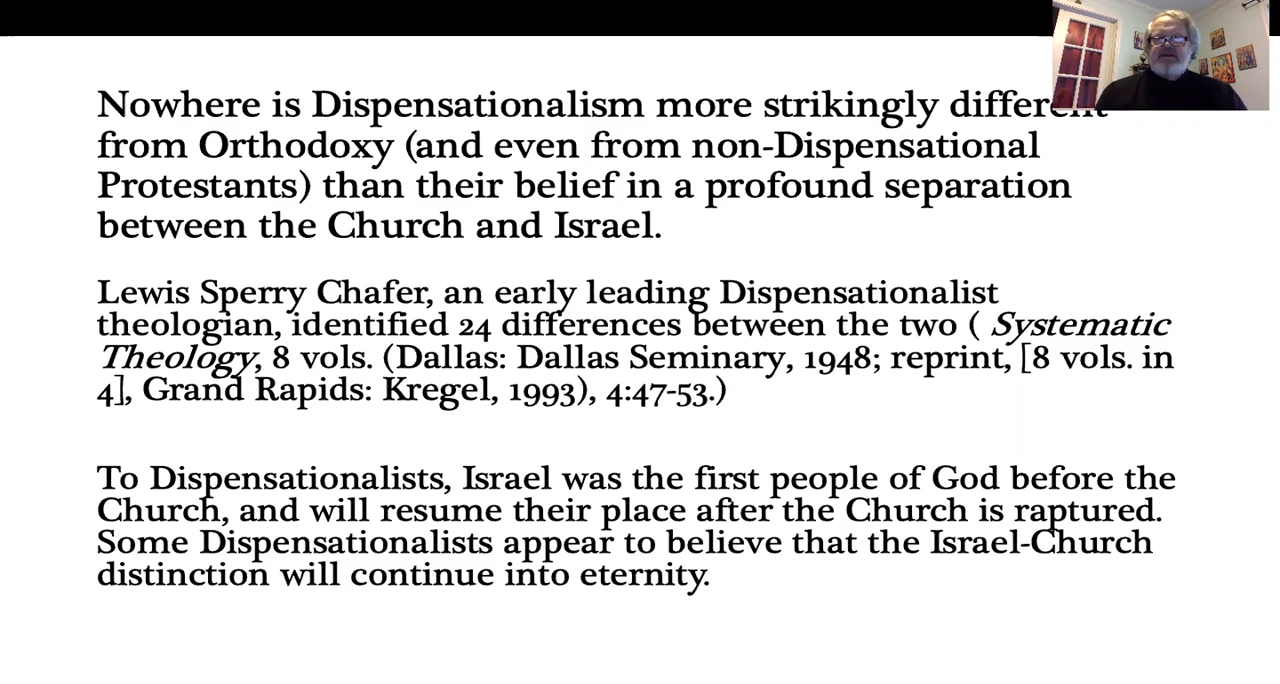 Nowhere is Dispensationalism more strikingly different
from Orthodoxy (and even from non-Dispensational
Protestants) than their belief in a profound separation
between the Church and Israel.
Lewis Sperry Chafer, an early leading Dispensationalist
theologian, identified 24 differences between the two ( Systematic
Theology, 8 vols. (Dallas: Dallas Seminary, 1948; reprint, [8 vols. in
4], Grand Rapids: Kregel, 1993), 4:47-53.)
To Dispensationalists, Israel was the first people of God before the
Church, and will resume their place after the Church is raptured.
Some Dispensationalists appear to believe that the Israel-Church
distinction will continue into eternity.